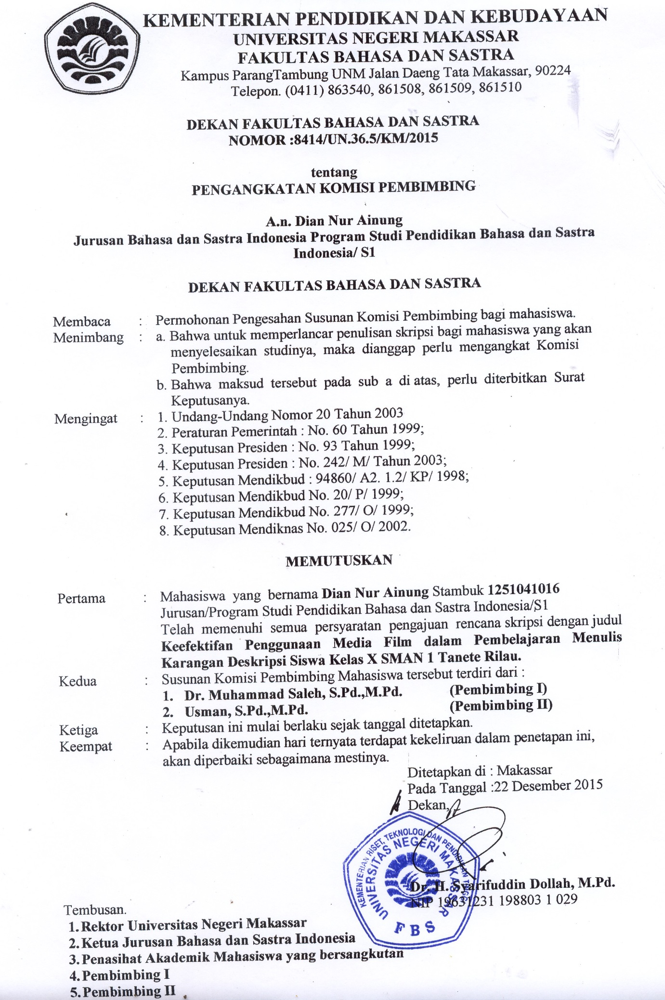 KEMENTERIAN PENDIDIKAN DAN KEBUDAYAAN
UNIVERSITAS NEGERI MAKASSAR
FAKULTAS BAHASA DAN SASTRA
Kampus ParangTambung UNM Jalan Daeng Tata Makassar, 90224
Telepon. (0411) 863540, 861508, 861509, 861510
DEKAN FAKULTAS BAHASA DAN SASTRA
NOMOR :8414/UN.36.5/KM/2015
tentang
PENGANGKATAN KOMISI PEMBIMBING
A.n. Dian Nur Ainung
Jurusan Bahasa dan Sastra Indonesia Program Studi Pendidikan Bahasa dan Sastra
Indonesia/ S1
DEKAN FAKULTAS BAHASA DAN SASTRA
Membaca : Permohonan Pengesahan Susunan Komisi Pembimbing bagi mahasiswa.
Menimbang : a. Bahwa untuk memperlancar penulisan skripsi bagi mahasiswa yang akan
menyelesaikan studinya, maka dianggap perlu mengangkat Komisi
Pembimbing.
b. Bahwa maksud tersebut pada sub a di atas, perlu diterbitkan Surat
Keputusanya.
Mengingat : 1. Undang-Undang Nomor 20 Tahun 2003
2. Peraturan Pemerintah : No. 60 Tahun 1999;
3. Keputusan Presiden : No. 93 Tahun 1999;
4. Keputusan Presiden : No. 242/ M/ Tahun 2003;
5. Keputusan Mendikbud : 94860/ A2. 1.2/ KP/ 1998;
6. Keputusan Mendikbud No. 20/ P/ 1999;
7. Keputusan Mendikbud No. 277/ O/ 1999;
8. Keputusan Mendiknas No. 025/ O/ 2002.
MEMUTUSKAN
Pertama : Mahasiswa yang bernama Dian Nur Ainung Stambuk 1251041016
Jurusan/Program Studi Pendidikan Bahasa dan Sastra Indonesia/S1
Telah memenuhi semua persyaratan pengajuan rencana skripsi dengan judul
Keefektifan Penggunaan Media Film dalam Pembelajaran Menulis
Karangan Deskripsi Siswa Kelas X SMAN 1 Tanete Rilau.
Kedua : Susunan Komisi Pembimbing Mahasiswa tersebut terdiri dari :
1. Dr. Muhammad Saleh, S.Pd.,M.Pd. (Pembimbing I)
2. Usman, S.Pd.,M.Pd. (Pembimbing II)
Ketiga : Keputusan ini mulai berlaku sejak tanggal ditetapkan.
Keempat : Apabila dikemudian hari ternyata terdapat kekeliruan dalam penetapan ini,
akan diperbaiki sebagaimana mestinya.
Ditetapkan di : Makassar
Pada Tanggal :22 Desember 2015
Dekan,
KEMENTERIAN RISET, TEKNOLOGI DAN PENDIDIKAN TINGGI
UNIVERSITAS NEGERI MAKASSAR
FBS
Dr. H. Syarifuddin Dollah, M.Pd.
NIP 19631231 198803 1 029
Tembusan.
1. Rektor Universitas Negeri Makassar
2. Ketua Jurusan Bahasa dan Sastra Indonesia
3. Penasihat Akademik Mahasiswa yang bersangkutan
4. Pembimbing I
5. Pembimbing II